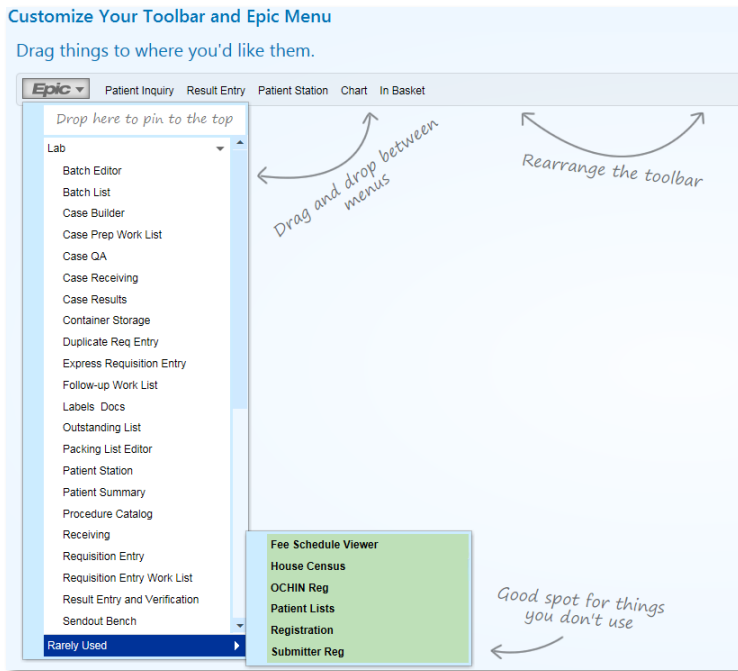 Customize Your Toolbar and Epic Menu
Drag things to where you'd like them.
Epic Patient Inquiry Result Entry Patient Station Chart In Basket
Drop here to pin to the top
Lab
Batch Editor
Batch List
Case Builder
Case Prep Work List
Case QA
Case Receiving
Case Results
Container Storage
Duplicate Req Entry
Express Requisition Entry
Follow-up Work List
Labels Docs
Outstanding List
Packing List Editor
Patient Station
Patient Summary
Procedure Catalog
Receiving
Requisition Entry
Requisition Entry Work List
Result Entry and Verification
Sendout Bench
Rarely Used
Drag and drop between
menus
Rearrange the toolbar
Fee Schedule Viewer
House Census
OCHIN Reg
Patient Lists
Registration
Submitter Reg
Good spot for things
you don't use